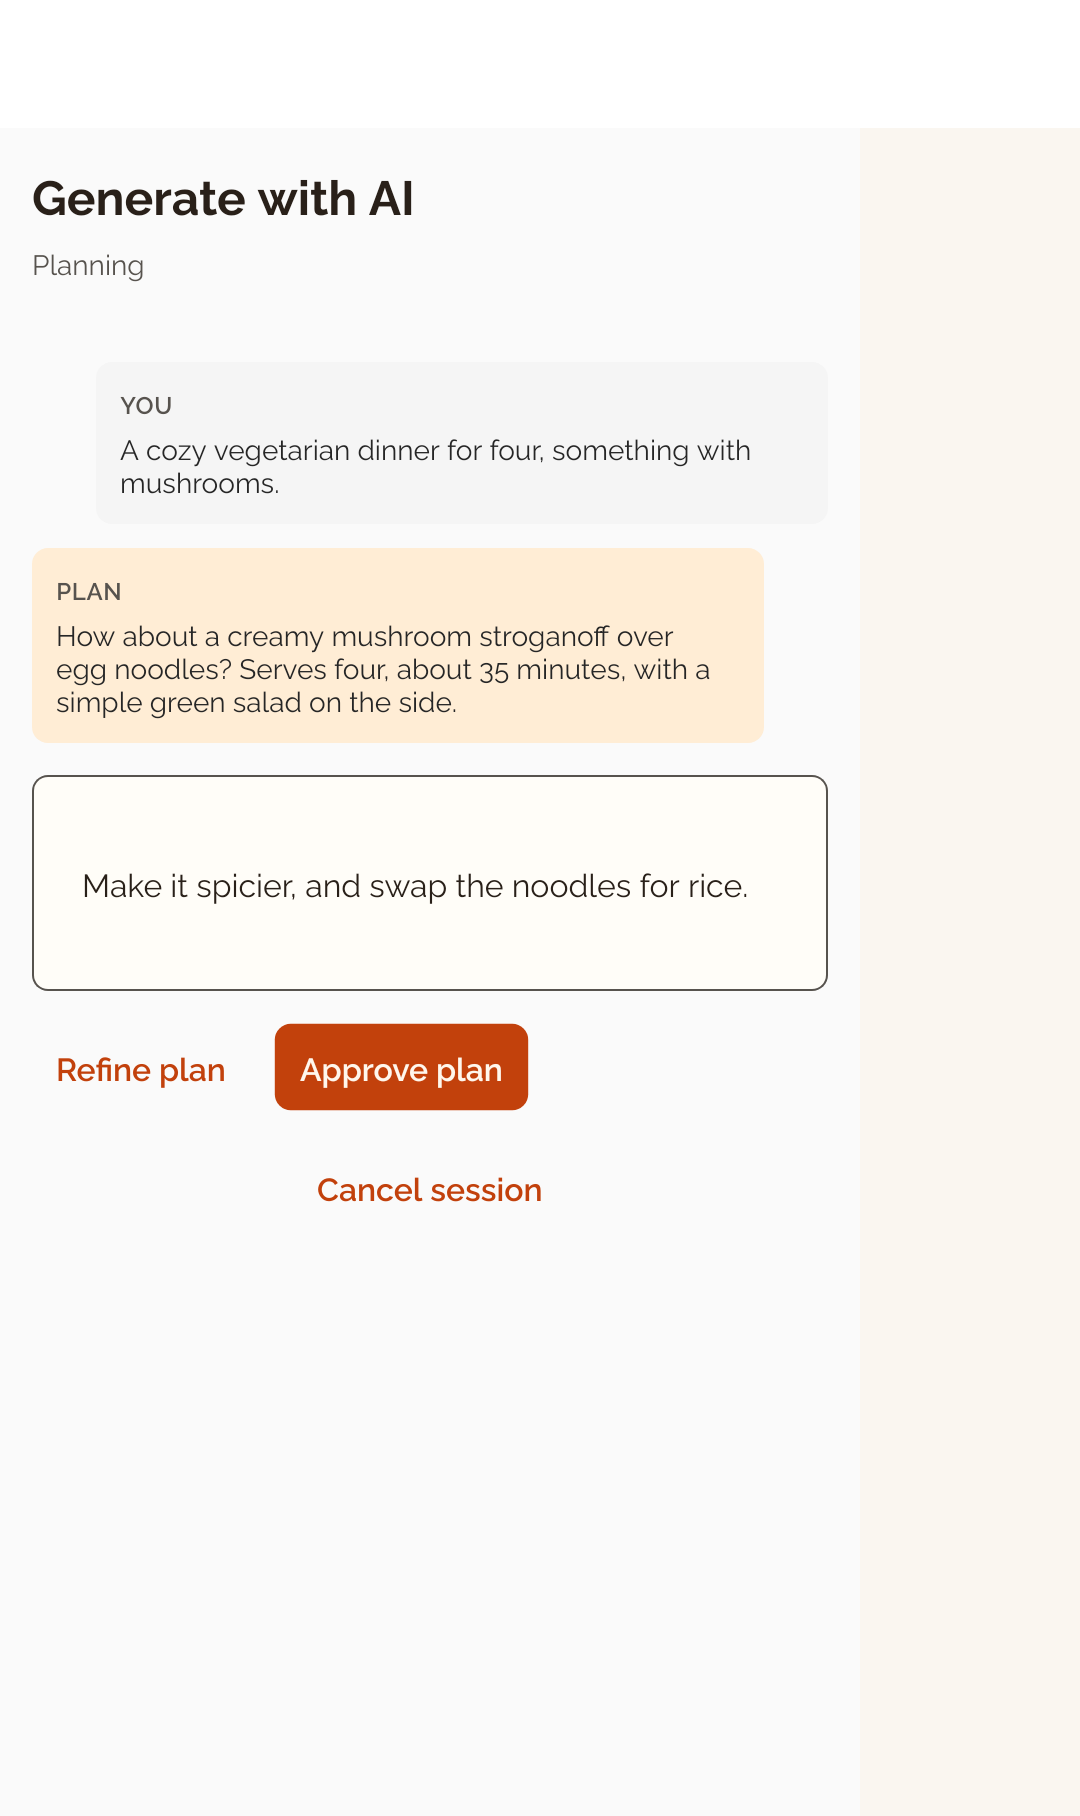 Generate with AI
Planning
YOU
A cozy vegetarian dinner for four, something with
mushrooms.
PLAN
How about a creamy mushroom stroganoff over
egg noodles? Serves four, about 35 minutes, with a
simple green salad on the side.
Make it spicier, and swap the noodles for rice.
Refine plan
Approve plan
Cancel session